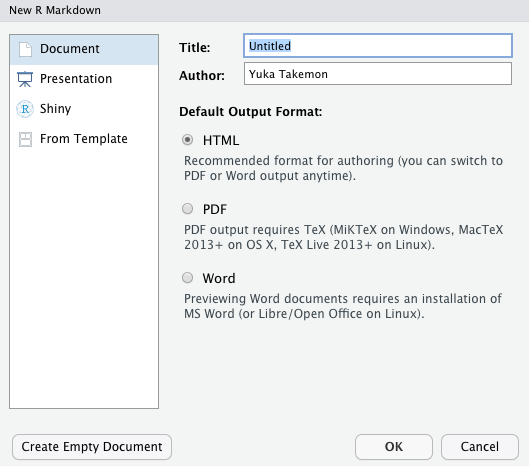 New R Markdown
Document
Presentation
R Shiny
From Template
Title: Untitled
Author: Yuka Takemon
Default Output Format:
HTML
Recommended format for authoring (you can switch to
PDF or Word output anytime).
PDF
PDF output requires TeX (MiKTeX on Windows, MacTeX
2013+ on OS X, TeX Live 2013+ on Linux).
Word
Previewing Word documents requires an installation of
MS Word (or Libre/Open Office on Linux).
Create Empty Document
OK
Cancel